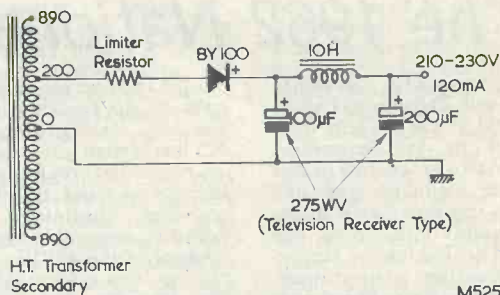 890
200
0
890
H.T. Transformer
Secondary
Limiter
Resistor
BY100
+
10H
210-230V
120mA
+
100µF
+
200µF
275WV
(Television Receiver Type)
M525